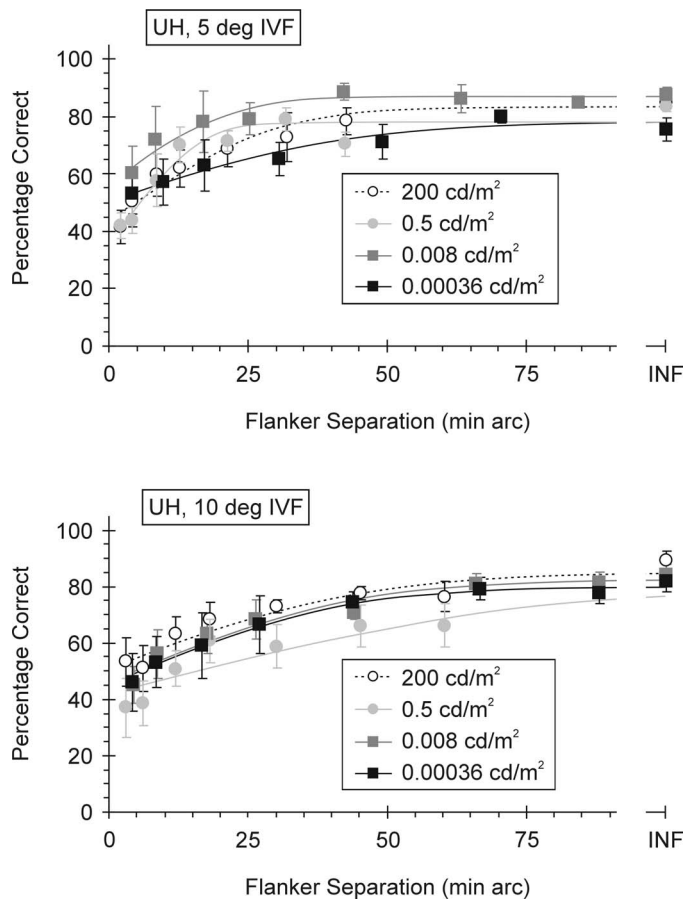 UH, 5 deg IVF
100
80
60
40
20
0
Percentage Correct
200 cd/m²
0.5 cd/m²
0.008 cd/m²
0.00036 cd/m²
0 25 50 75 INF
Flanker Separation (min arc)
UH, 10 deg IVF
100
80
60
40
20
0
Percentage Correct
200 cd/m²
0.5 cd/m²
0.008 cd/m²
0.00036 cd/m²
0 25 50 75 INF
Flanker Separation (min arc)